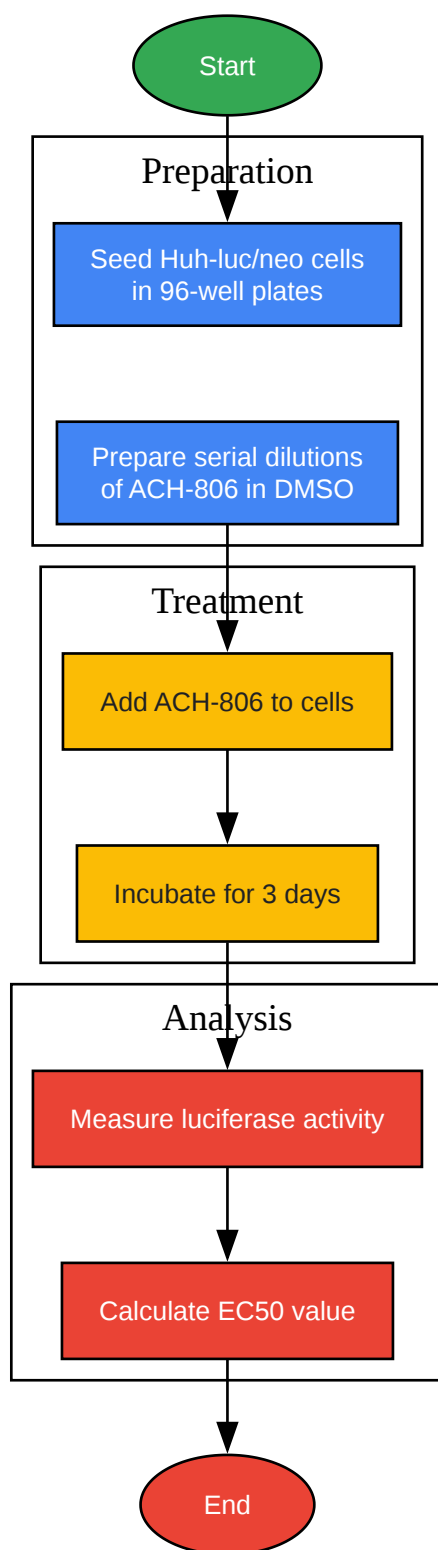 Start
Preparation
Seed Huh-luc/neo cells
in 96-well plates
Prepare serial dilutions
of ACH-806 in DMSO
Treatment
Add ACH-806 to cells
Incubate for 3 days
Analysis
Measure luciferase activity
Calculate EC50 value
End